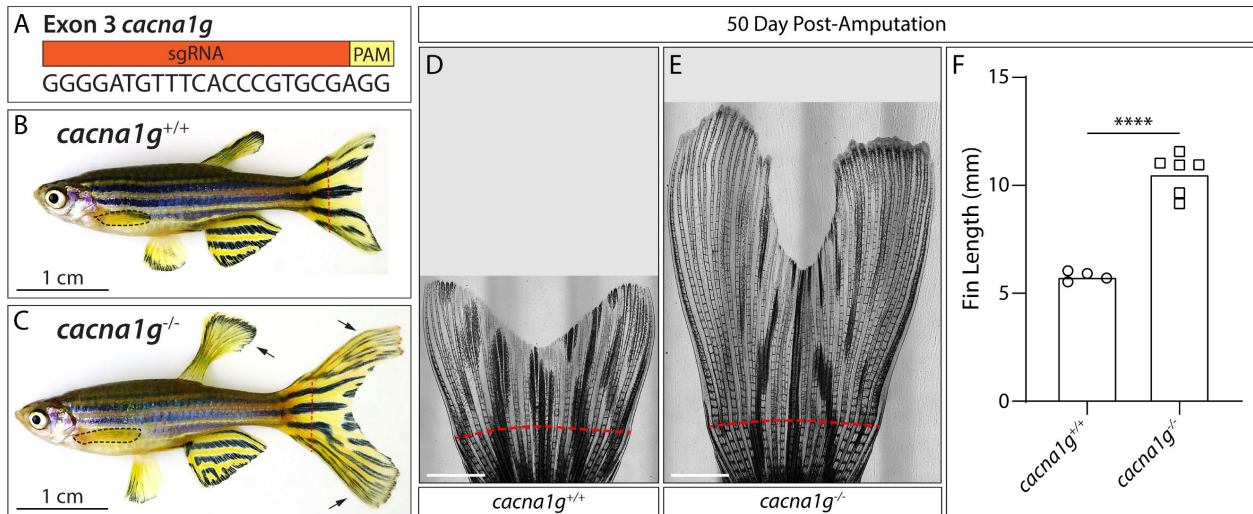 A Exon 3 cacna1g
sgRNA PAM
GGGGATGTTTCACCCGTGCGAGG
B cacna1g+/+
1 cm
C cacna1g-/-
1 cm
50 Day Post-Amputation
D
cacna1g+/+
E
cacna1g-/-
F
Fin Length (mm)
15
10
5
0
****
cacna1g+/+
cacna1g-/-